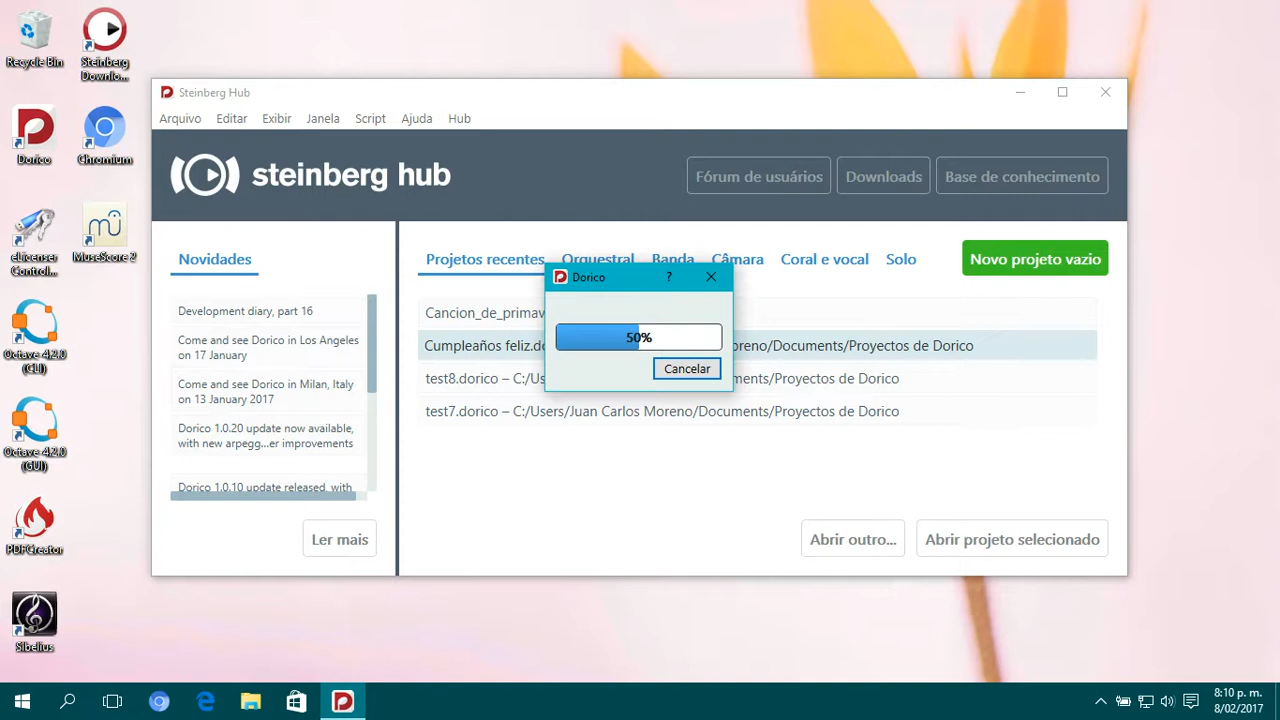 Recycle Bin
Steinberg
Downlo...
Dorico
Chromium
eLicenser
Control...
MuseScore 2
Octave-4.2.0
(CLI)
Octave-4.2.0
(GUI)
PDFCreator
Sibelius
Steinberg Hub
Arquivo Editar Exibir Janela Script Ajuda Hub
steinberg hub
Fórum de usuários Downloads Base de conhecimento
Novidades
Development diary, part 16
Come and see Dorico in Los Angeles
on 17 January
Come and see Dorico in Milan, Italy
on 13 January 2017
Dorico 1.0.20 update now available,
with new arpegg...er improvements
Dorico 1.0.10 update released, with
Ler mais
Projetos recentes Orquestral Banda Câmara Coral e vocal Solo
Novo projeto vazio
Cancion_de_primav
Cumpleaños feliz.do oreno/Documents/Proyectos de Dorico
test8.dorico – C:/Us ments/Proyectos de Dorico
test7.dorico – C:/Users/Juan Carlos Moreno/Documents/Proyectos de Dorico
Abrir outro... Abrir projeto selecionado
Dorico ?
50%
Cancelar
8:10 p. m.
8/02/2017